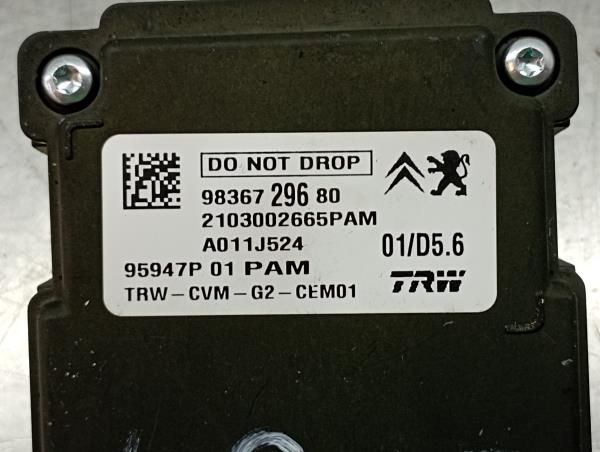 DO NOT DROP
98367 296 80
2103002665PAM
A011J524
01/D5.6
95947P 01 PAM
TRW
TRW-CVM-G2-CEM01